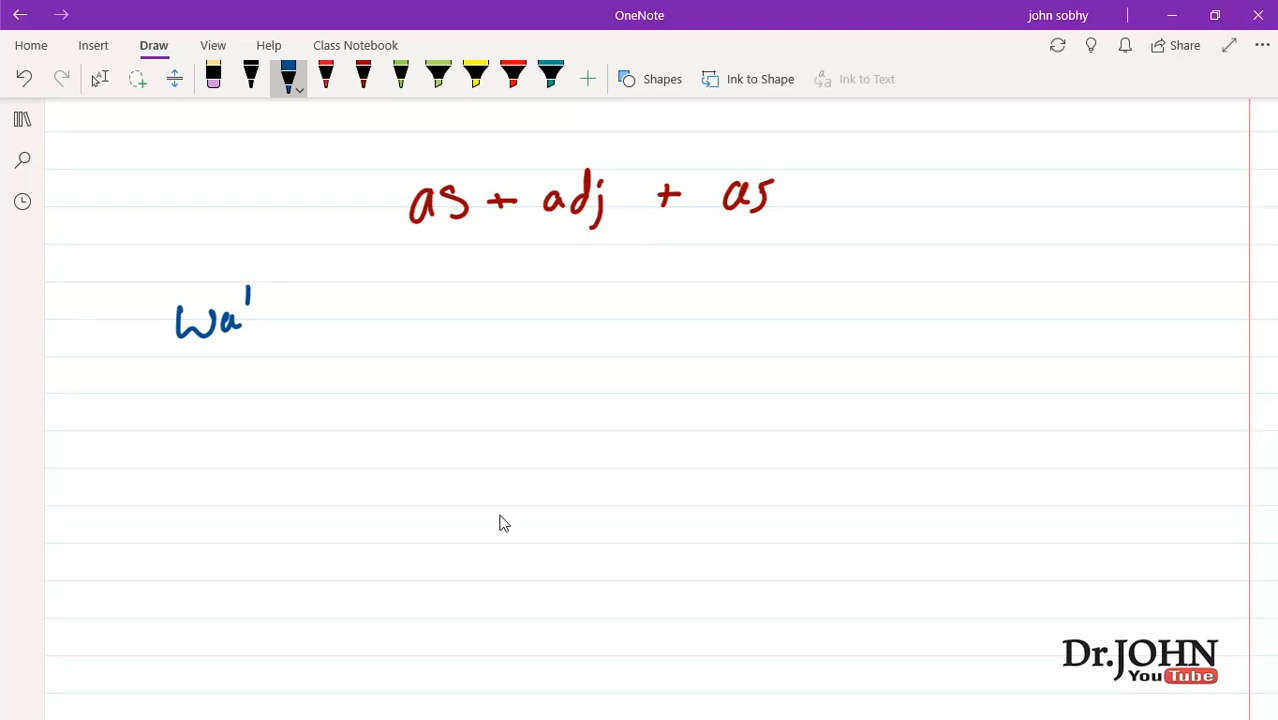 OneNote
john sobhy
Home Insert Draw View Help Class Notebook
Share
Shapes Ink to Shape Ink to Text
as + adj + as
wa'
Dr.JOHN
YouTube